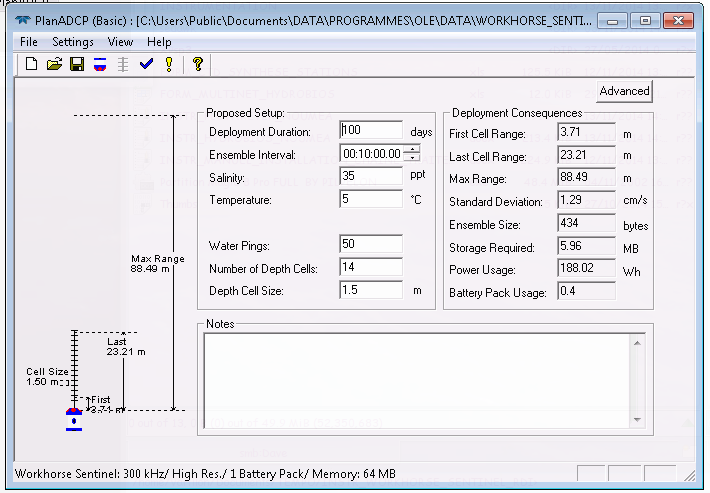 PlanADCP (Basic) : [C:\Users\Public\Documents\DATA\PROGRAMMES\OLE\DATA\WORKHORSE_SENTI...
File Settings View Help
Advanced
Proposed Setup:
Deployment Duration: 100 days
Ensemble Interval: 00:10:00.00
Salinity: 35 ppt
Temperature: 5 °C
Water Pings: 50
Number of Depth Cells: 14
Depth Cell Size: 1.5 m
Deployment Consequences
First Cell Range: 3.71 m
Last Cell Range: 23.21 m
Max Range: 88.49 m
Standard Deviation: 1.29 cm/s
Ensemble Size: 434 bytes
Storage Required: 5.96 MB
Power Usage: 188.02 Wh
Battery Pack Usage: 0.4
Max Range
88.49 m
Last
23.21 m
Cell Size
1.50 m
First
3.71 m
Notes
Workhorse Sentinel: 300 kHz/ High Res./ 1 Battery Pack/ Memory: 64 MB